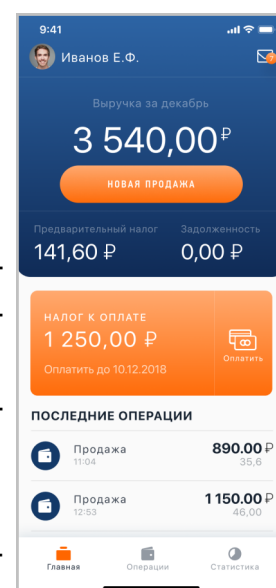 9:41
Иванов Е.Ф.
7
Выручка за декабрь
3 540,00 ₽
НОВАЯ ПРОДАЖА
Предварительный налог
Задолженность
141,60 ₽
0,00 ₽
НАЛОГ К ОПЛАТЕ
1 250,00 ₽
Оплатить до 10.12.2018
Оплатить
ПОСЛЕДНИЕ ОПЕРАЦИИ
Продажа 890.00 ₽
11:04 35,6
Продажа 1 150.00 ₽
12:53 46,00
Главная Операции Статистика